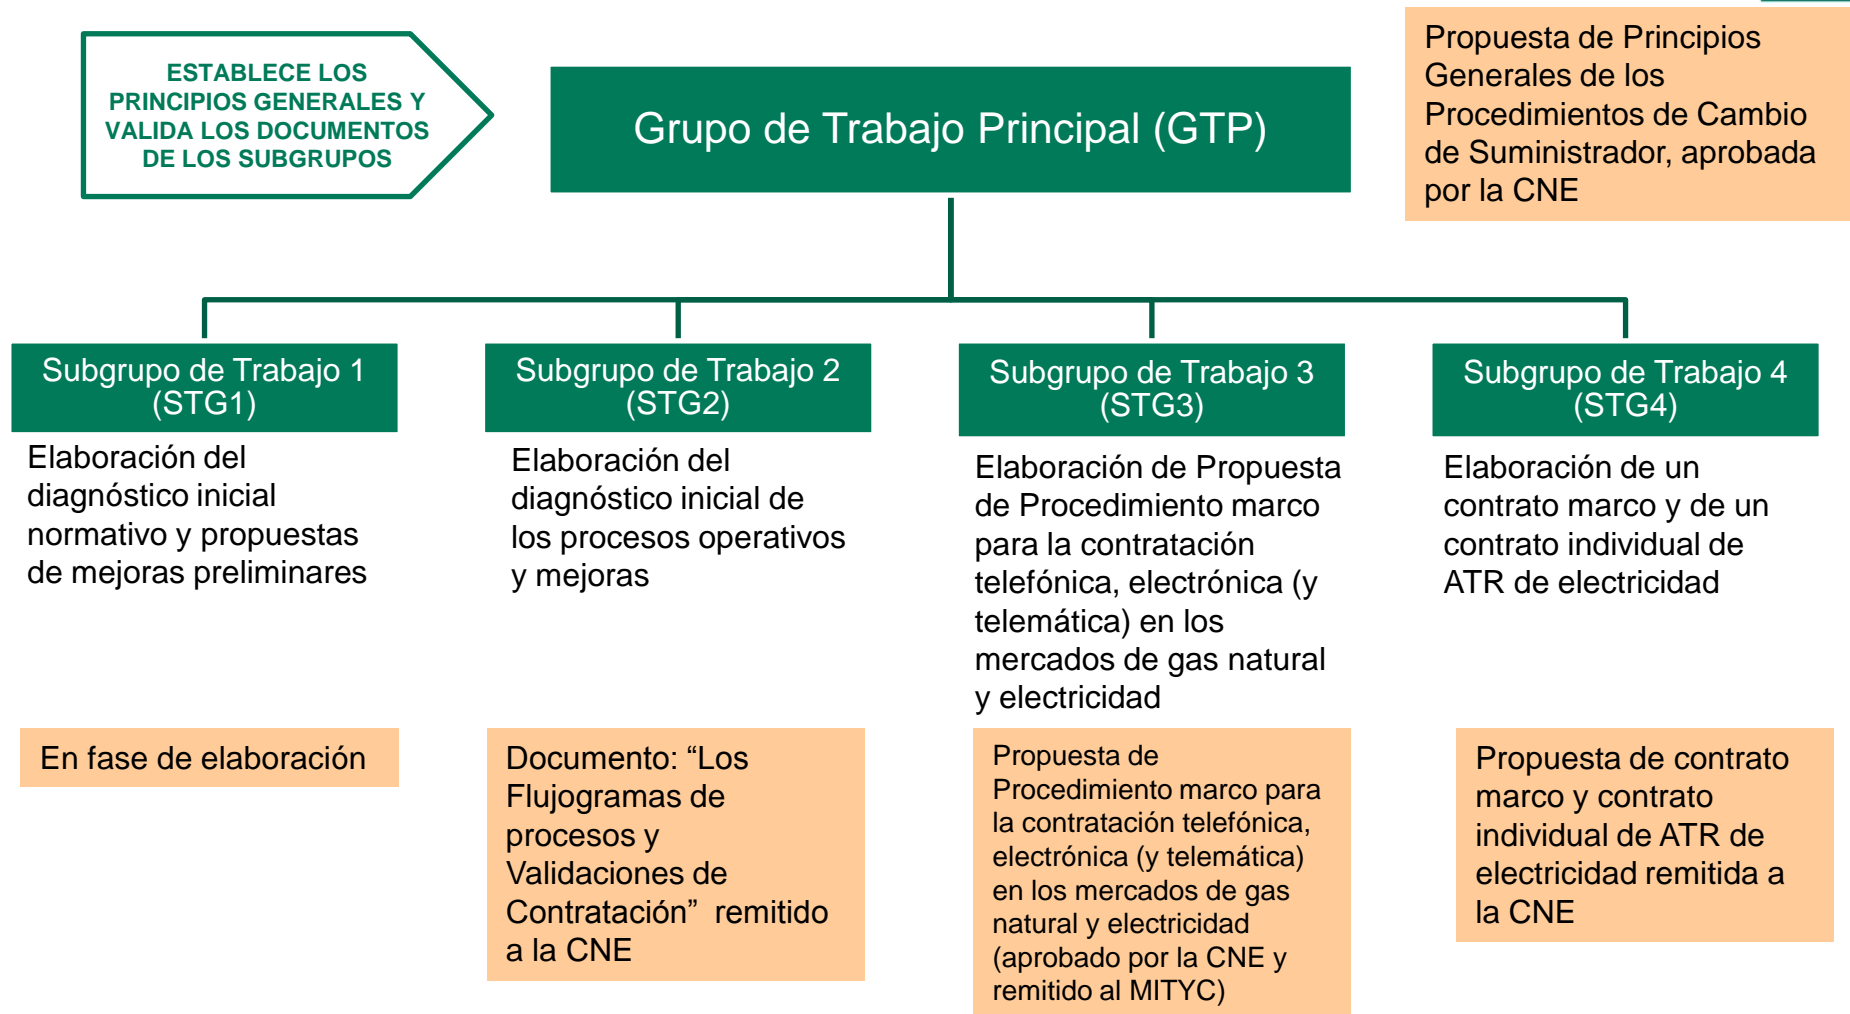 ESTABLECE LOS
PRINCIPIOS GENERALES Y
VALIDA LOS DOCUMENTOS
DE LOS SUBGRUPOS
Grupo de Trabajo Principal (GTP)
Propuesta de Principios
Generales de los
Procedimientos de Cambio
de Suministrador, aprobada
por la CNE
Subgrupo de Trabajo 1
(STG1)
Elaboración del
diagnóstico inicial
normativo y propuestas
de mejoras preliminares
En fase de elaboración
Subgrupo de Trabajo 2
(STG2)
Elaboración del
diagnóstico inicial de
los procesos operativos
y mejoras
Documento: “Los
Flujogramas de
procesos y
Validaciones de
Contratación” remitido
a la CNE
Subgrupo de Trabajo 3
(STG3)
Elaboración de Propuesta
de Procedimiento marco
para la contratación
telefónica, electrónica (y
telemática) en los
mercados de gas natural
y electricidad
Propuesta de
Procedimiento marco para
la contratación telefónica,
electrónica (y telemática)
en los mercados de gas
natural y electricidad
(aprobado por la CNE y
remitido al MITYC)
Subgrupo de Trabajo 4
(STG4)
Elaboración de un
contrato marco y de un
contrato individual de
ATR de electricidad
Propuesta de contrato
marco y contrato
individual de ATR de
electricidad remitida a
la CNE